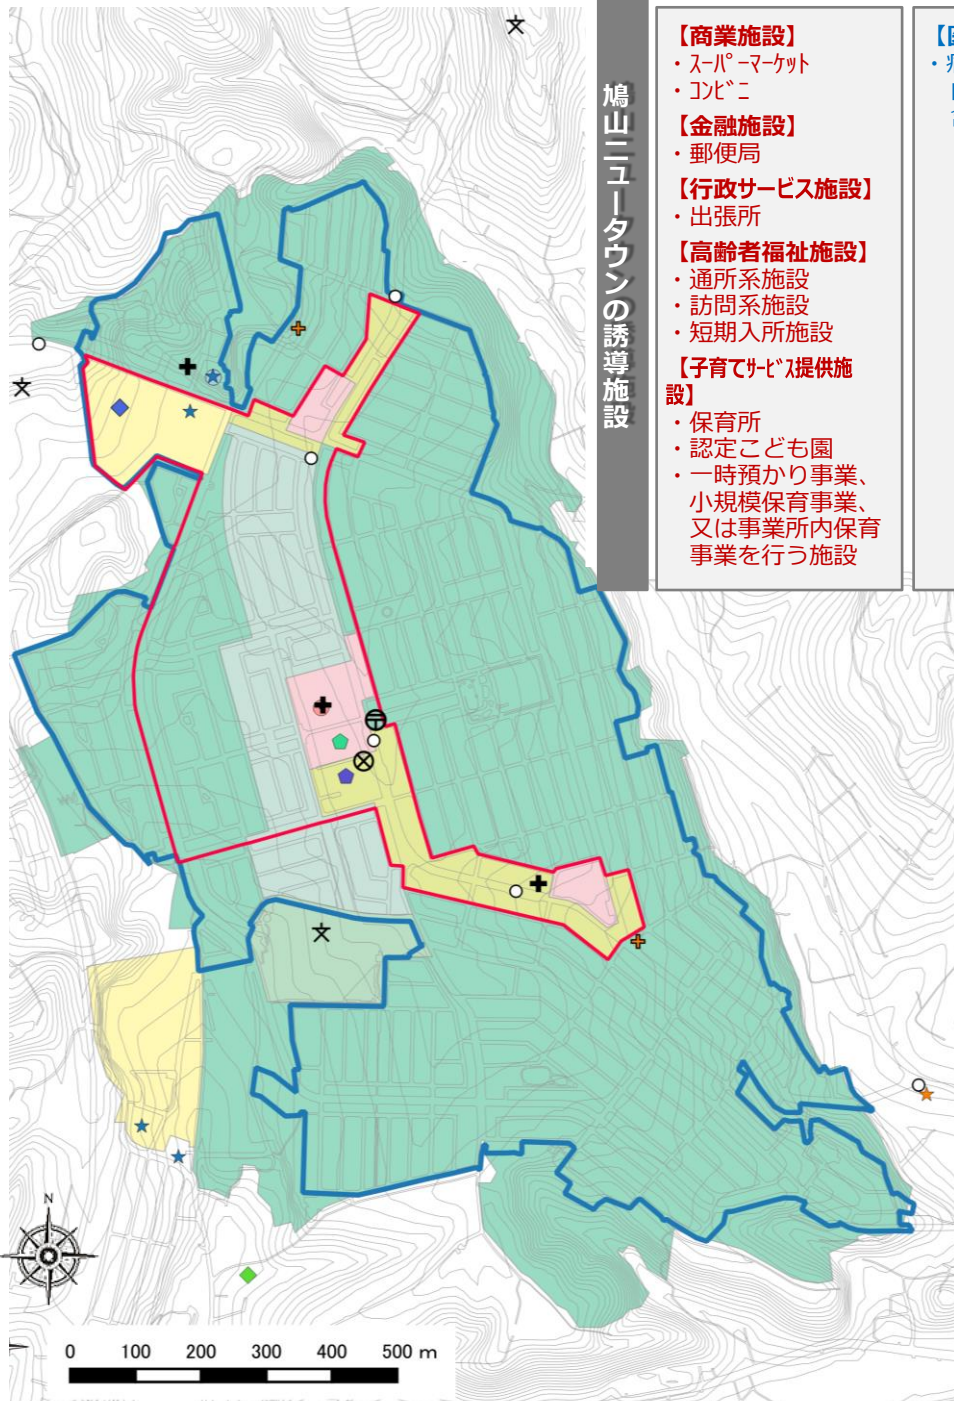 鳩山ニュータウンの誘導施設
【商業施設】
・スーパーマーケット
・コンビニ
【金融施設】
・郵便局
【行政サービス施設】
・出張所
【高齢者福祉施設】
・通所系施設
・訪問系施設
・短期入所施設
【子育てサービス提供施
設】
・保育所
・認定こども園
・一時預かり事業、
小規模保育事業、
又は事業所内保育
事業を行う施設
N
0 100 200 300 400 500 m